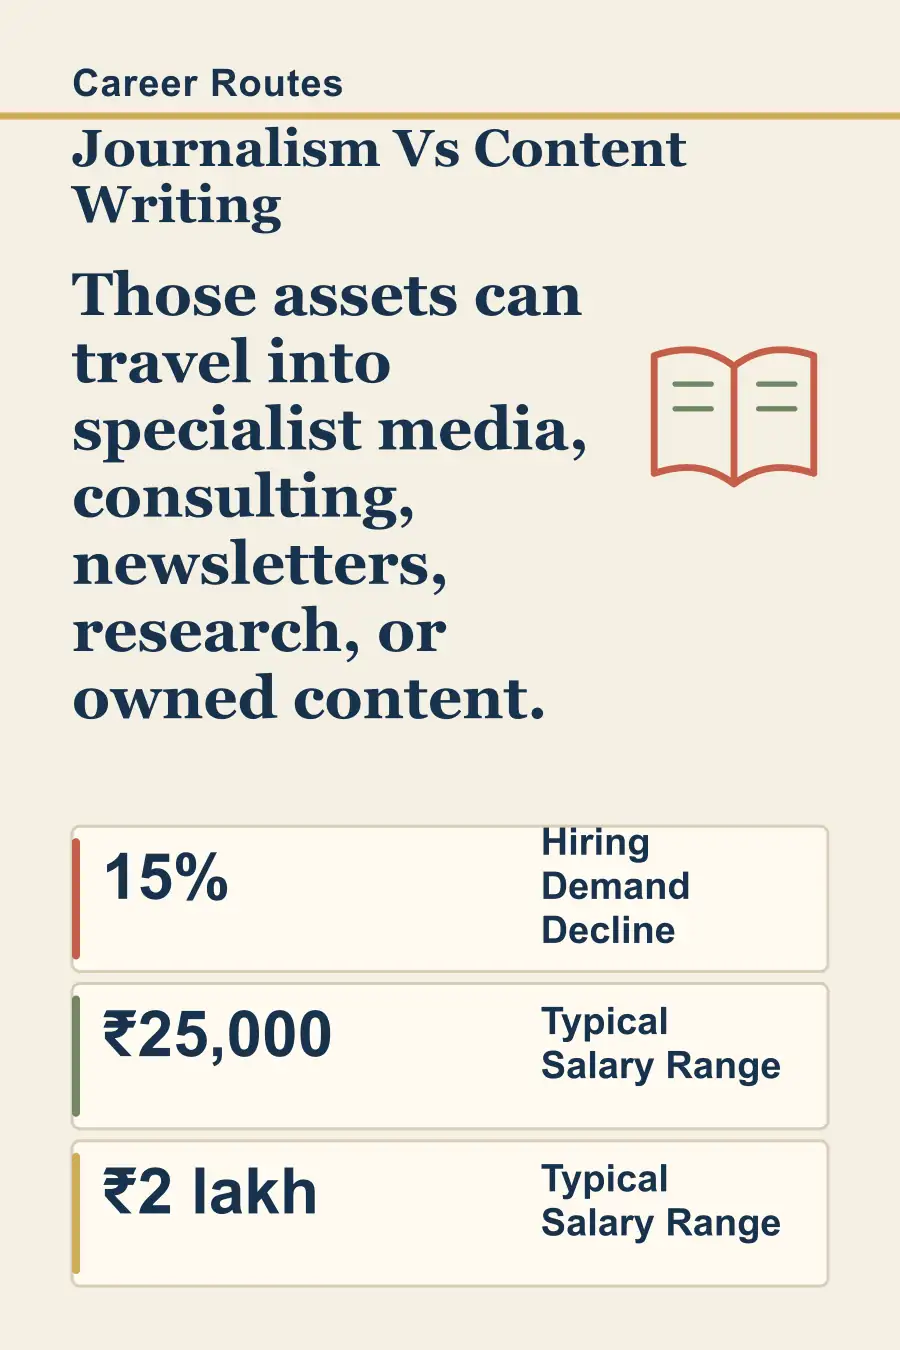 Career Routes
Journalism Vs Content
Writing
Those assets can
travel into
specialist media,
consulting,
newsletters,
research, or
owned content.
15%
Hiring
Demand
Decline
₹25,000
Typical
Salary Range
₹2 lakh
Typical
Salary Range